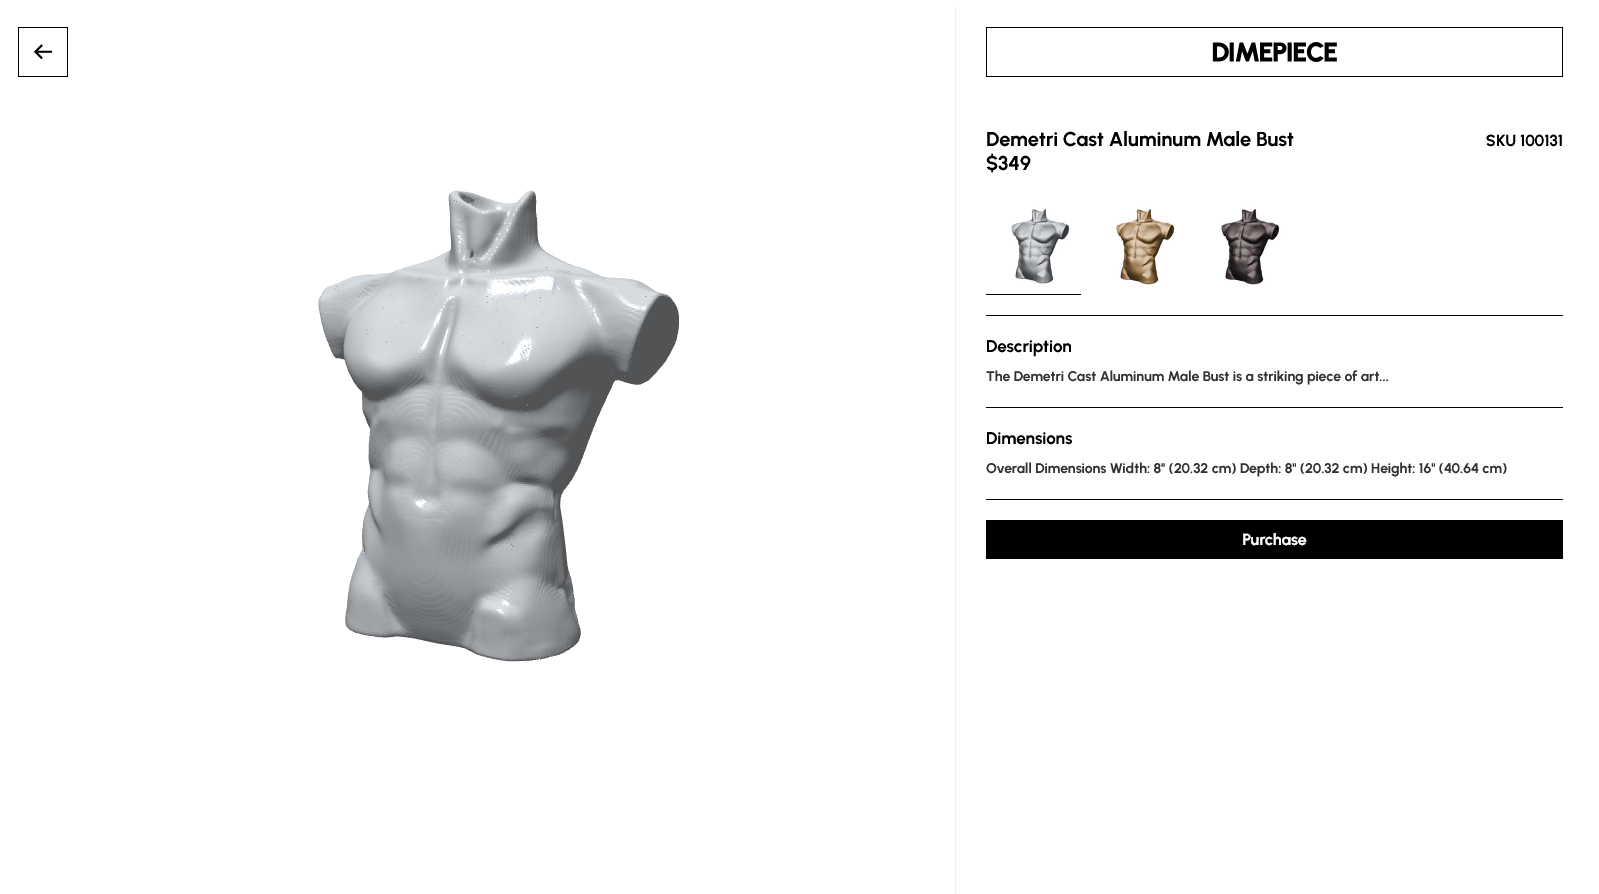 DIMEPIECE
Demetri Cast Aluminum Male Bust
SKU 100131
$349
Description
The Demetri Cast Aluminum Male Bust is a striking piece of art...
Dimensions
Overall Dimensions Width: 8" (20.32 cm) Depth: 8" (20.32 cm) Height: 16" (40.64 cm)
Purchase